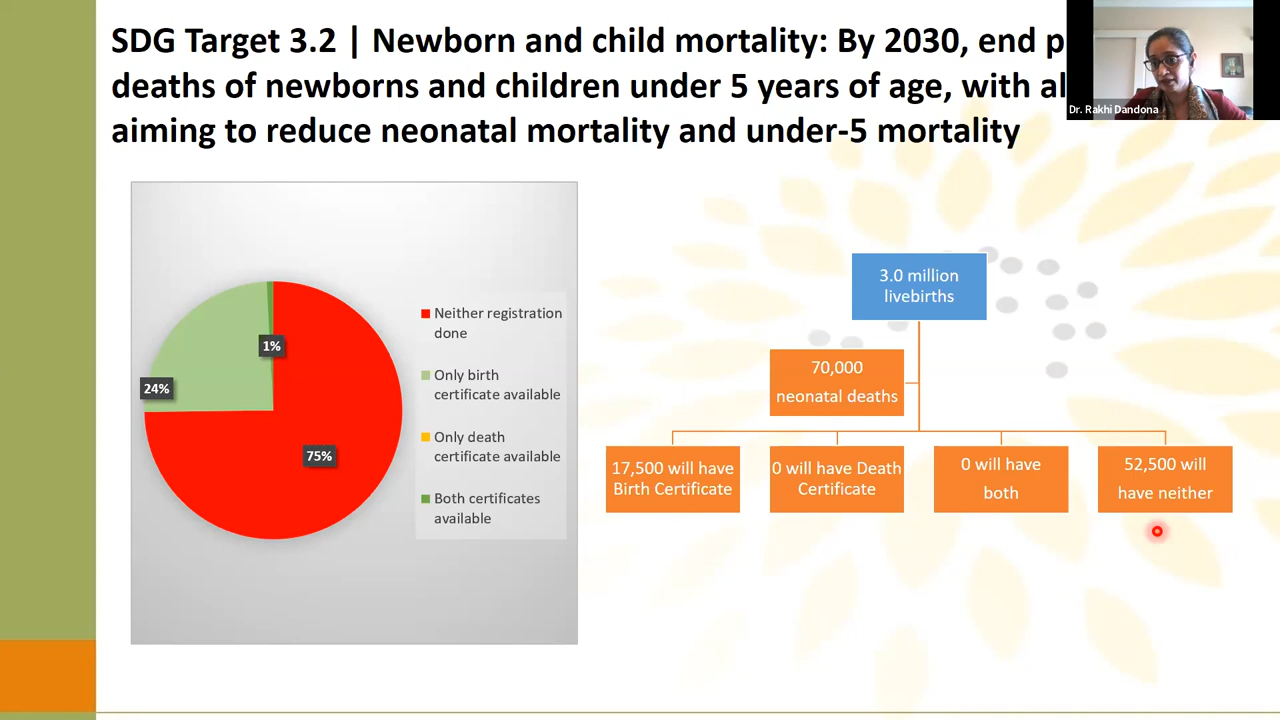 SDG Target 3.2 | Newborn and child mortality: By 2030, end
deaths of newborns and children under 5 years of age, with
aiming to reduce neonatal mortality and under-5 mortality
Dr. Rakhi Dandona
Neither registration
done
Only birth
certificate available
Only death
certificate available
Both certificates
available
1%
24%
75%
3.0 million
livebirths
70,000
neonatal deaths
17,500 will have
Birth Certificate
0 will have Death
Certificate
0 will have
both
52,500 will
have neither